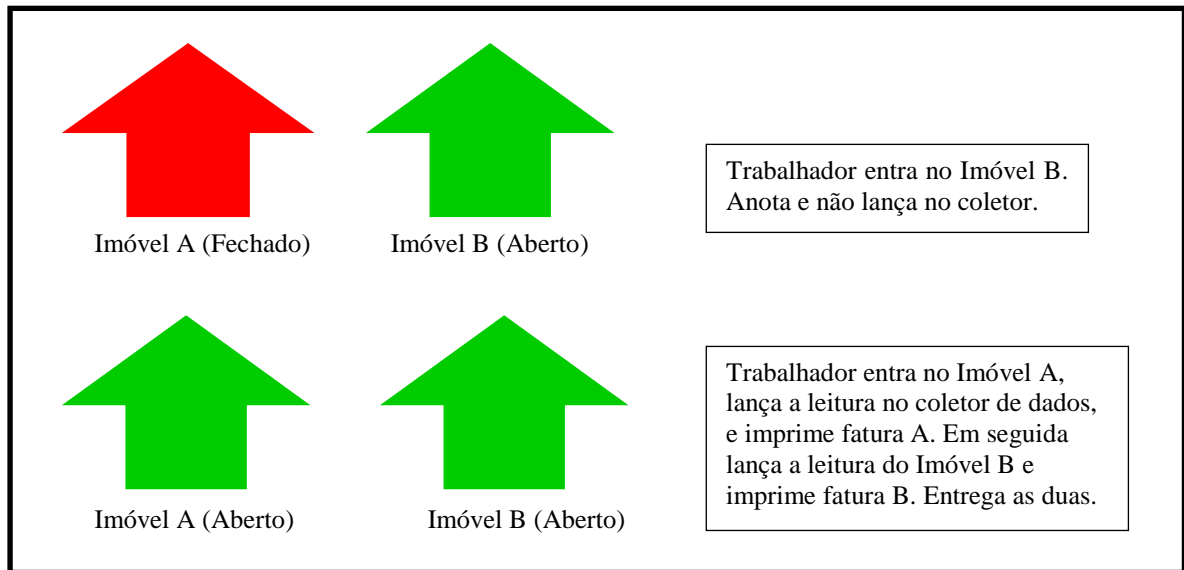 Imóvel A (Fechado)
Imóvel B (Aberto)
Trabalhador entra no Imóvel B.
Anota e não lança no coletor.
Imóvel A (Aberto)
Imóvel B (Aberto)
Trabalhador entra no Imóvel A,
lança a leitura no coletor de dados,
e imprime fatura A. Em seguida
lança a leitura do Imóvel B e
imprime fatura B. Entrega as duas.